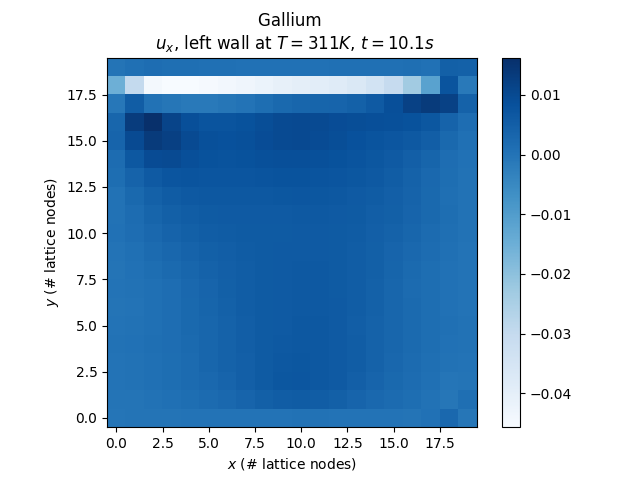 Gallium
u_x, left wall at T = 311K, t = 10.1s
17.5
15.0
12.5
10.0
7.5
5.0
2.5
0.0
y (# lattice nodes)
0.0 2.5 5.0 7.5 10.0 12.5 15.0 17.5
x (# lattice nodes)
0.01
0.00
−0.01
−0.02
−0.03
−0.04